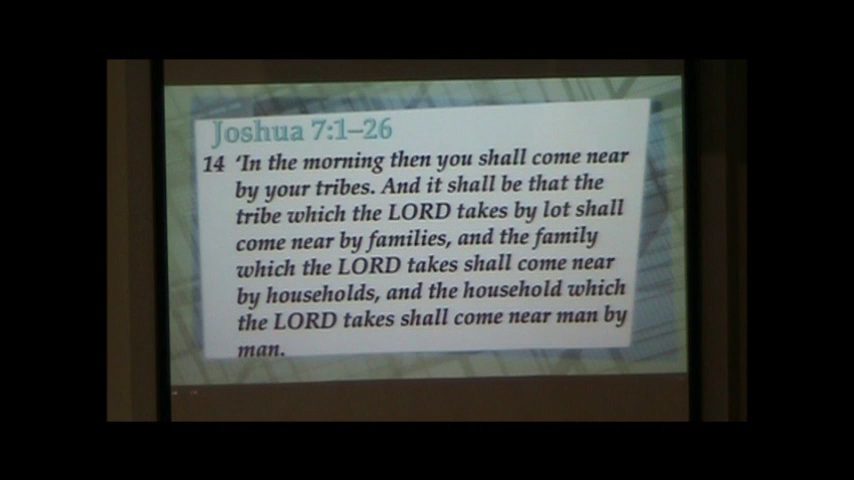 Joshua 7:1–26
14 ‘In the morning then you shall come near
by your tribes. And it shall be that the
tribe which the LORD takes by lot shall
come near by families, and the family
which the LORD takes shall come near
by households, and the household which
the LORD takes shall come near man by
man.